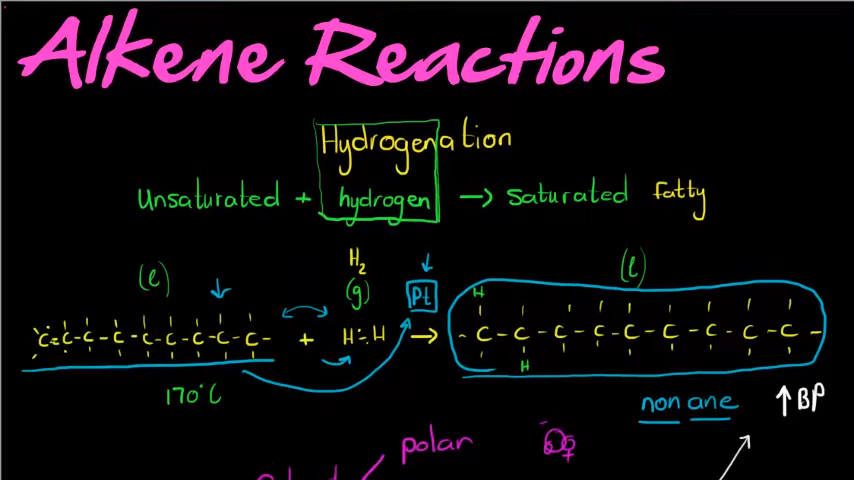 Alkene Reactions
Hydrogenation
Unsaturated + hydrogen → saturated fatty
H₂
(l) (g) Pt (l)
C=C-C-C-C-C-C-C-C- + H:H → H -C-C-C-C-C-C-C-C-C-
H
170°C
nonane ↑BP
polar